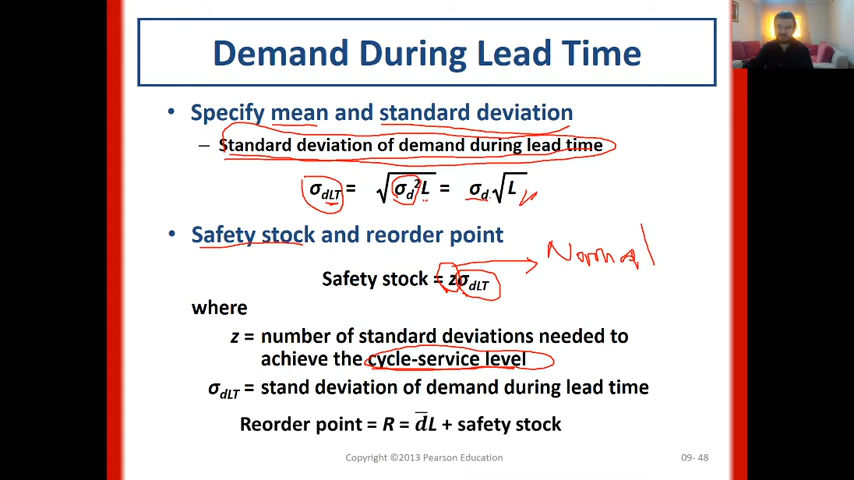 Demand During Lead Time
• Specify mean and standard deviation
– Standard deviation of demand during lead time
σdLT = √σd²L = σd√L
• Safety stock and reorder point
Normal
Safety stock = zσdLT
where
z = number of standard deviations needed to
achieve the cycle-service level
σdLT = stand deviation of demand during lead time
Reorder point = R = d̅L + safety stock
Copyright ©2013 Pearson Education
09- 48